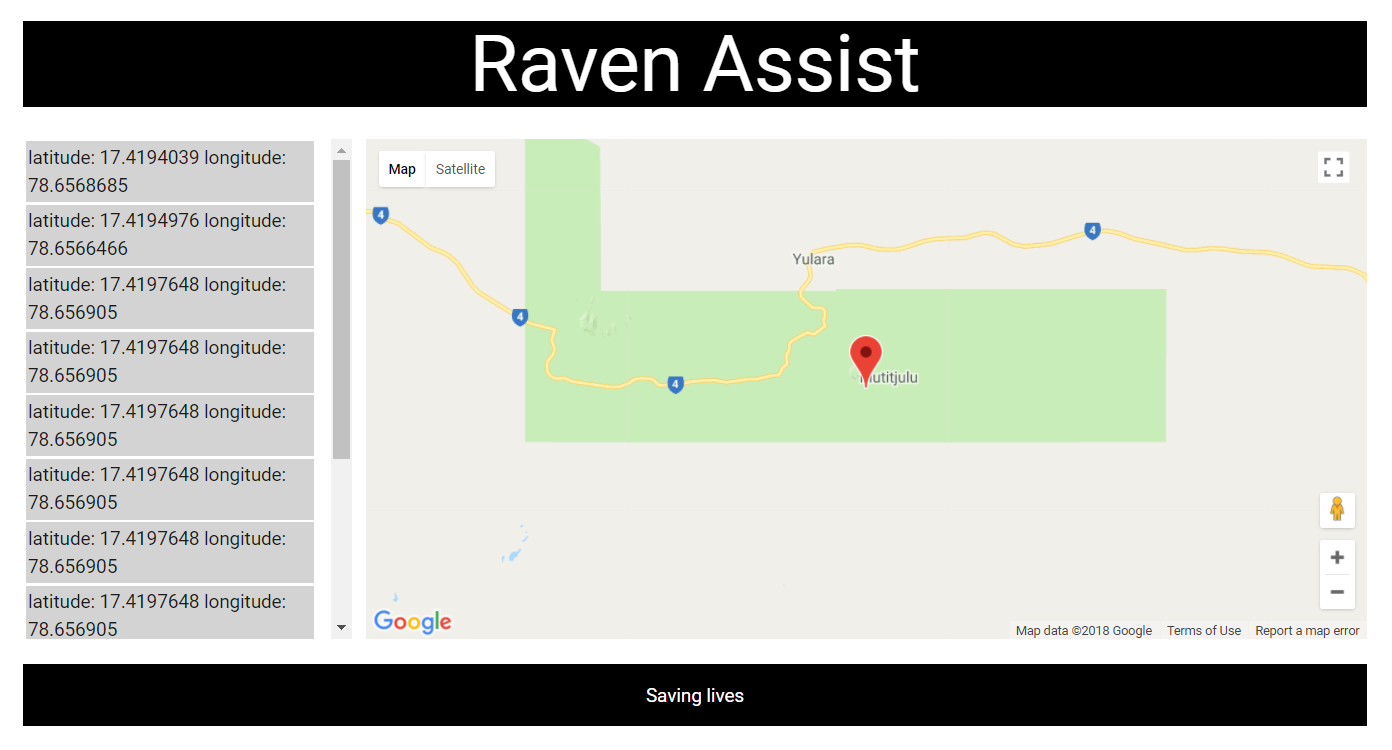 Raven Assist
latitude: 17.4194039 longitude:
78.6568685
latitude: 17.4194976 longitude:
78.6566466
latitude: 17.4197648 longitude:
78.656905
latitude: 17.4197648 longitude:
78.656905
latitude: 17.4197648 longitude:
78.656905
latitude: 17.4197648 longitude:
78.656905
latitude: 17.4197648 longitude:
78.656905
latitude: 17.4197648 longitude:
78.656905
Map Satellite
4
4
Yulara
4
4
Mutitjulu
Google
Map data ©2018 Google Terms of Use Report a map error
Saving lives